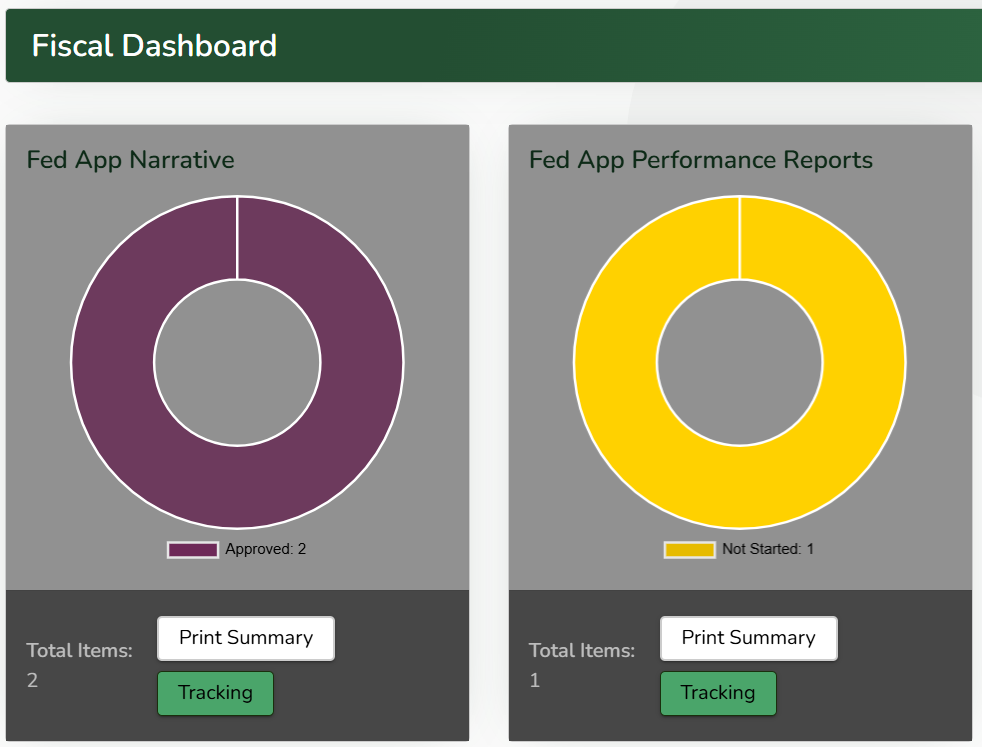 Fiscal Dashboard
Fed App Narrative
Approved: 2
Total Items:
2
Print Summary
Tracking
Fed App Performance Reports
Not Started: 1
Total Items:
1
Print Summary
Tracking